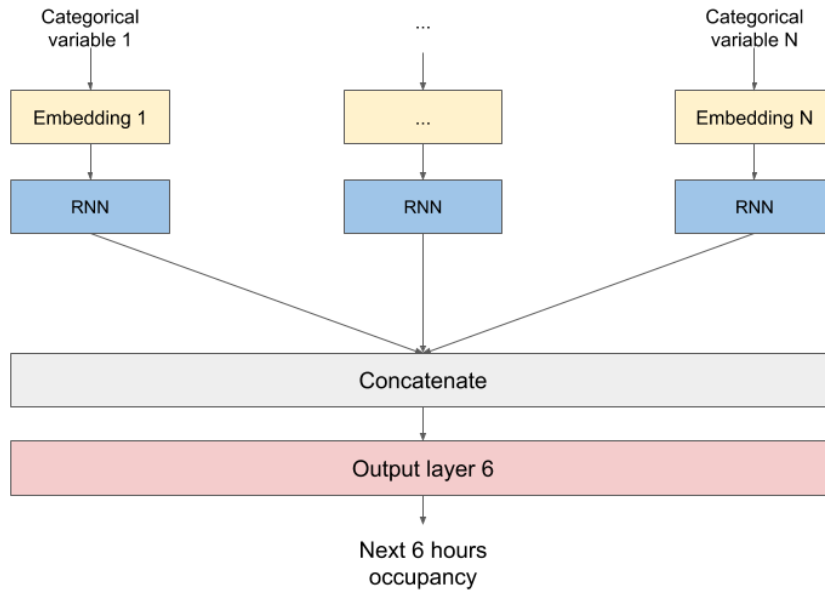 Categorical
variable 1
...
Categorical
variable N
Embedding 1
...
Embedding N
RNN
RNN
RNN
Concatenate
Output layer 6
Next 6 hours
occupancy